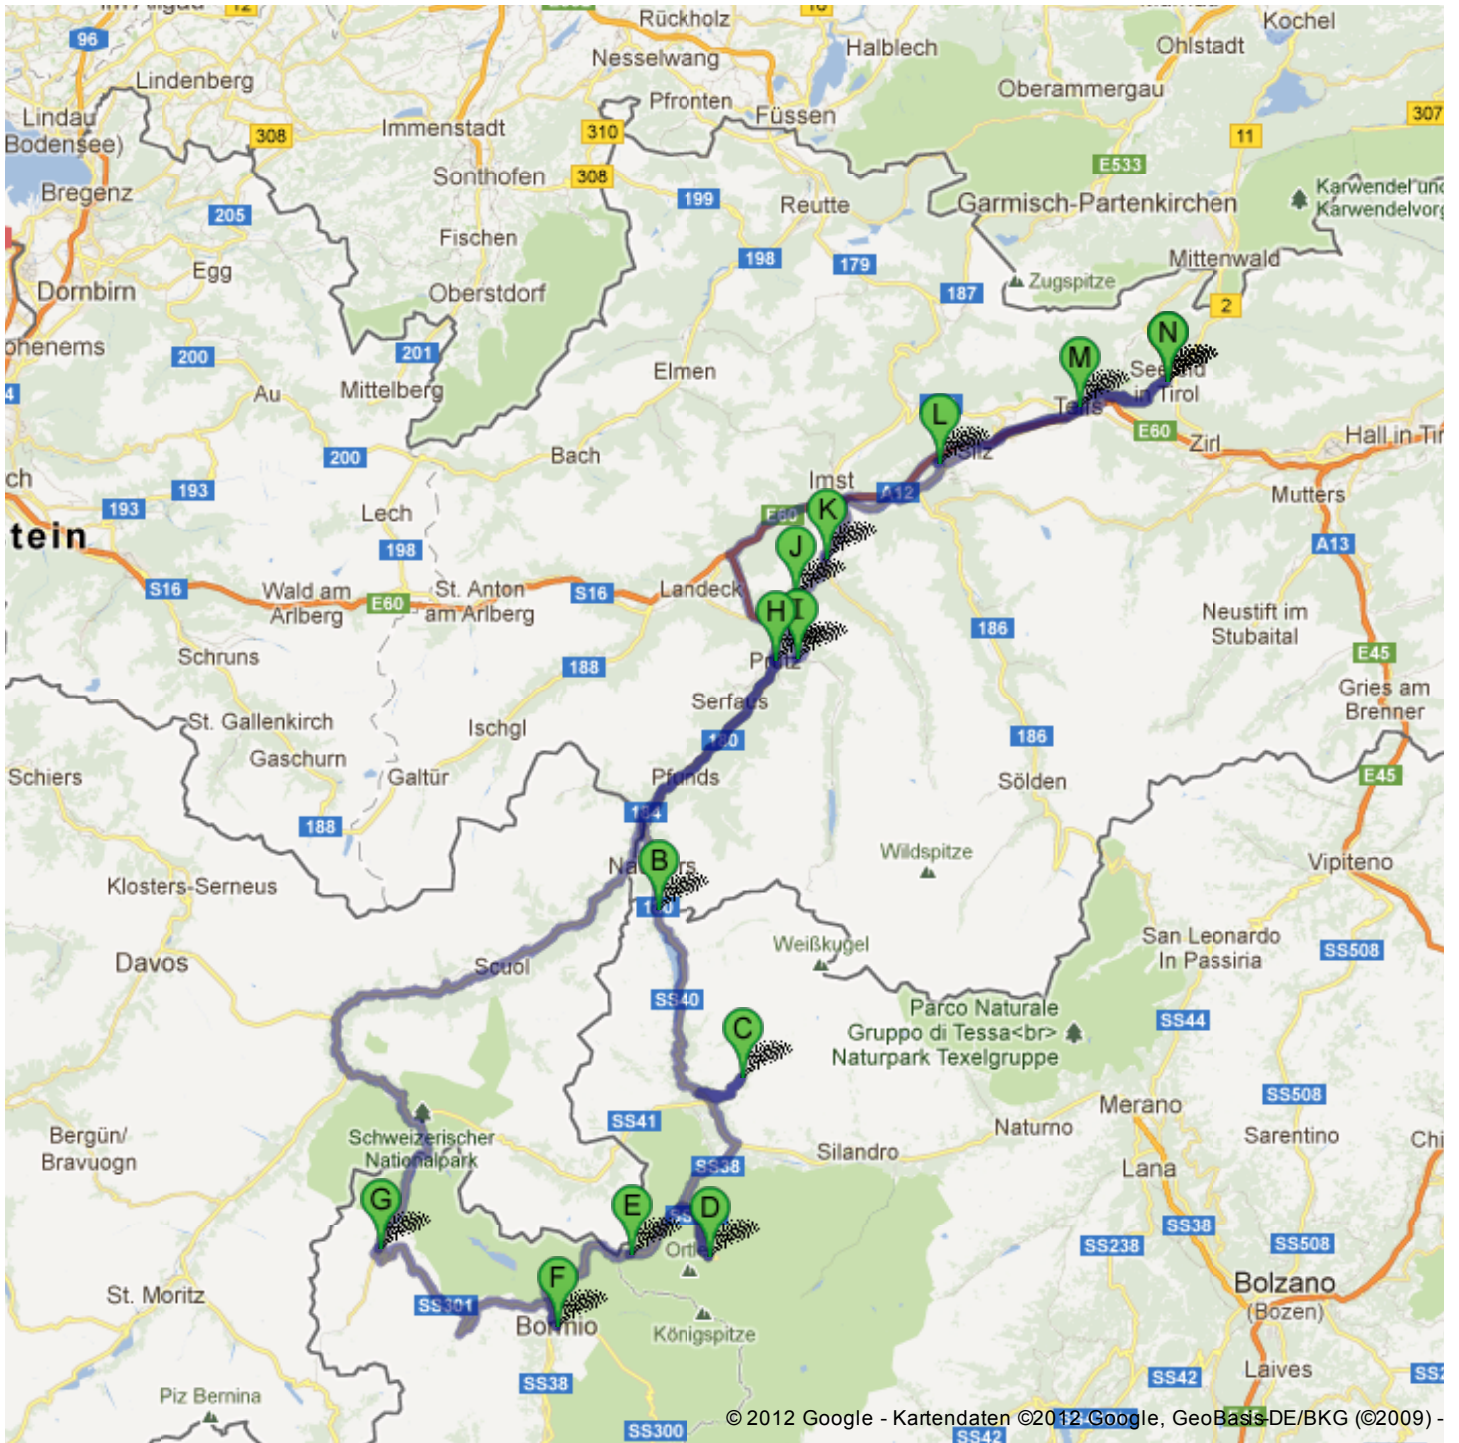 Rückholz
Kochel
96
Halblech
Ohlstadt
Nesselwang
Lindenberg
Oberammergau
Pfronten
Füssen
307
Lindau
(Bodensee)
308
Immenstadt
310
11
E533
Sonthofen
308
Bregenz
199
Reutte
Garmisch-Partenkirchen
205
Fischen
198
179
Mittenwald
Egg
187
Zugspitze
Dornbirn
Oberstdorf
2
200
201
M
N
Elmen
Au
Mittelberg
in Tirol
L
E60
Zirl
200
Bach
Imst
193
A12
Mutters
193
Lech
K
E60
tein
198
J
A13
S16
Wald am
Arlberg
E60
St. Anton
am Arlberg
S16
Landeck
H
I
Neustift im
Stubaital
186
Schruns
188
E45
Serfaus
Gries am
Brenner
St. Gallenkirch
Ischgl
180
186
Gaschurn
Schiers
Galtür
Pfunds
Sölden
E45
188
184
B
Wildspitze
Vipiteno
Klosters-Serneus
180
San Leonardo
In Passiria
SS508
Davos
Scuol
Weißkugel
SS40
Parco Naturale
Gruppo di Tessa<br>
Naturpark Texelgruppe
SS44
C
SS508
Merano
SS41
Bergün/
Bravuogn
Schweizerischer
Nationalpark
Naturno
Sarentino
Silandro
SS38
Lana
G
E
D
SS38
SS238
SS508
F
Bolzano
(Bozen)
St. Moritz
SS301
Bormio
Königspitze
SS38
SS42
Laives
Piz Bernina
SS300
SS42
© 2012 Google - Kartendaten ©2012 Google, GeoBasis-DE/BKG (©2009) -